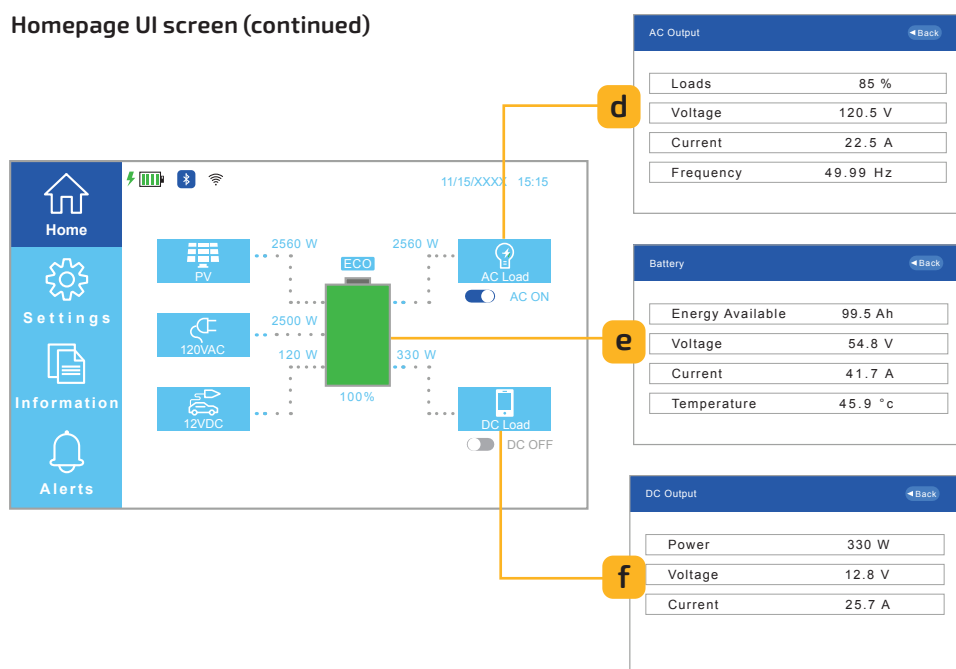 Homepage UI screen (continued)
AC Output
◄Back
Loads 85 %
Voltage 120.5 V
Current 22.5 A
Frequency 49.99 Hz
d
11/15/XXXX 15:15
Home
Settings
Information
Alerts
PV
2560 W
120VAC
2500 W
12VDC
120 W
ECO
100%
2560 W
AC Load
AC ON
330 W
DC Load
DC OFF
e
Battery
◄Back
Energy Available 99.5 Ah
Voltage 54.8 V
Current 41.7 A
Temperature 45.9 °c
f
DC Output
◄Back
Power 330 W
Voltage 12.8 V
Current 25.7 A